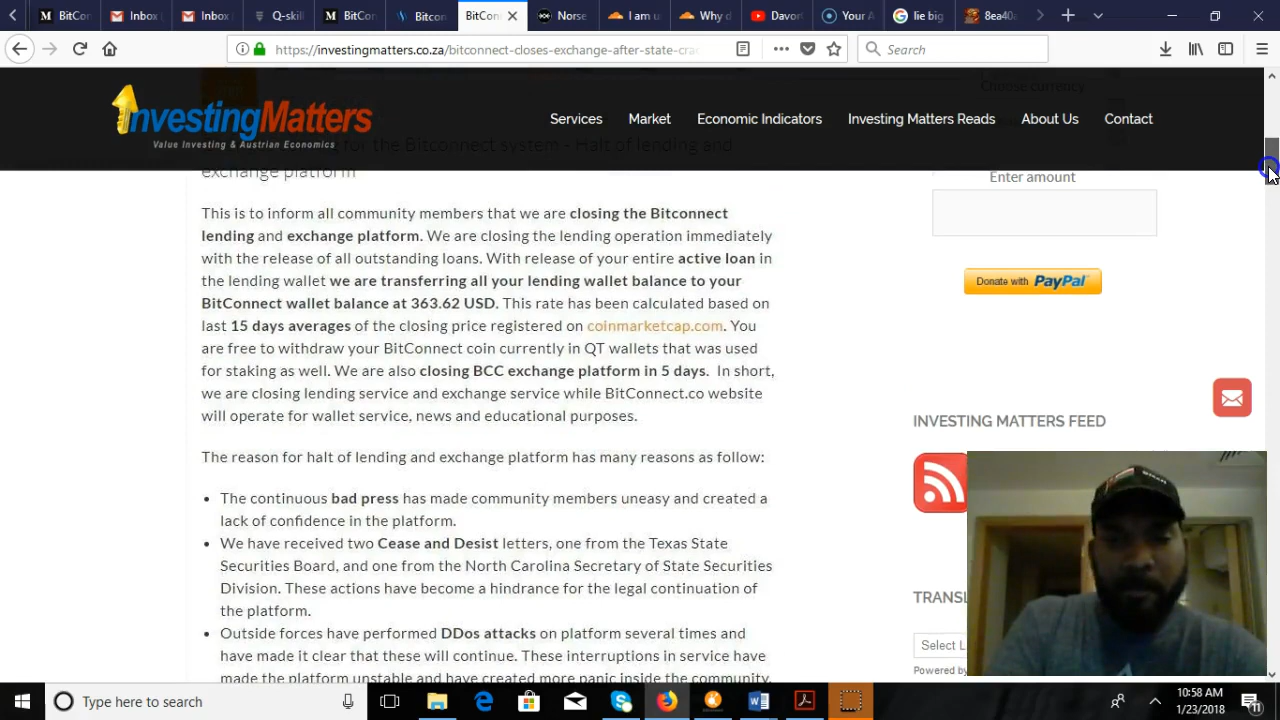 M BitCon
Inbox (
Inbox (
Q-skill
M BitCon
Bitcon
BitConn
Norse
I am u
Why d
Davor
Your A
lie big
8ea40a
https://investingmatters.co.za/bitconnect-closes-exchange-after-state-crac
Search
InvestingMatters
Value Investing & Austrian Economics
Services
Market
Economic Indicators
Investing Matters Reads
About Us
Contact
Choose currency
for the Bitconnect system - Halt of lending and
exchange platform
This is to inform all community members that we are closing the Bitconnect
lending and exchange platform. We are closing the lending operation immediately
with the release of all outstanding loans. With release of your entire active loan in
the lending wallet we are transferring all your lending wallet balance to your
BitConnect wallet balance at 363.62 USD. This rate has been calculated based on
last 15 days averages of the closing price registered on coinmarketcap.com. You
are free to withdraw your BitConnect coin currently in QT wallets that was used
for staking as well. We are also closing BCC exchange platform in 5 days. In short,
we are closing lending service and exchange service while BitConnect.co website
will operate for wallet service, news and educational purposes.
The reason for halt of lending and exchange platform has many reasons as follow:
• The continuous bad press has made community members uneasy and created a
lack of confidence in the platform.
• We have received two Cease and Desist letters, one from the Texas State
Securities Board, and one from the North Carolina Secretary of State Securities
Division. These actions have become a hindrance for the legal continuation of
the platform.
• Outside forces have performed DDos attacks on platform several times and
have made it clear that these will continue. These interruptions in service have
made the platform unstable and have created more panic inside the community.
Enter amount
Donate with PayPal
INVESTING MATTERS FEED
TRANSL
Select L
Powered by
Type here to search
10:58 AM
1/23/2018
11